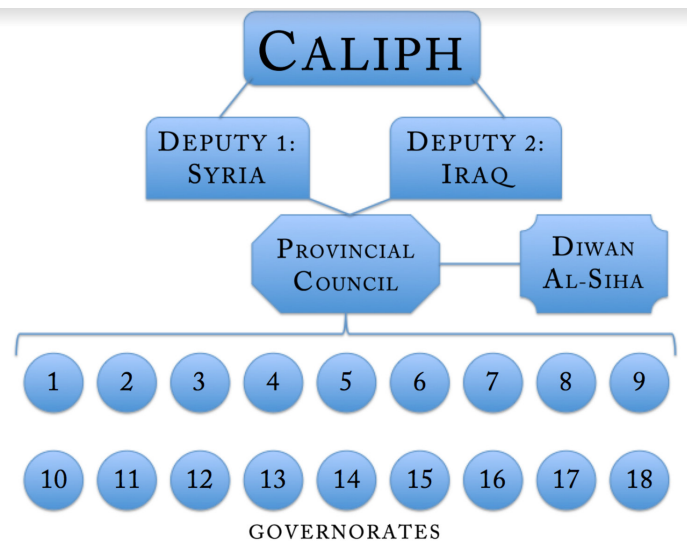 CALIPH
DEPUTY 1:
SYRIA
DEPUTY 2:
IRAQ
PROVINCIAL
COUNCIL
DIWAN
AL-SIHA
1 2 3 4 5 6 7 8 9
10 11 12 13 14 15 16 17 18
GOVERNORATES